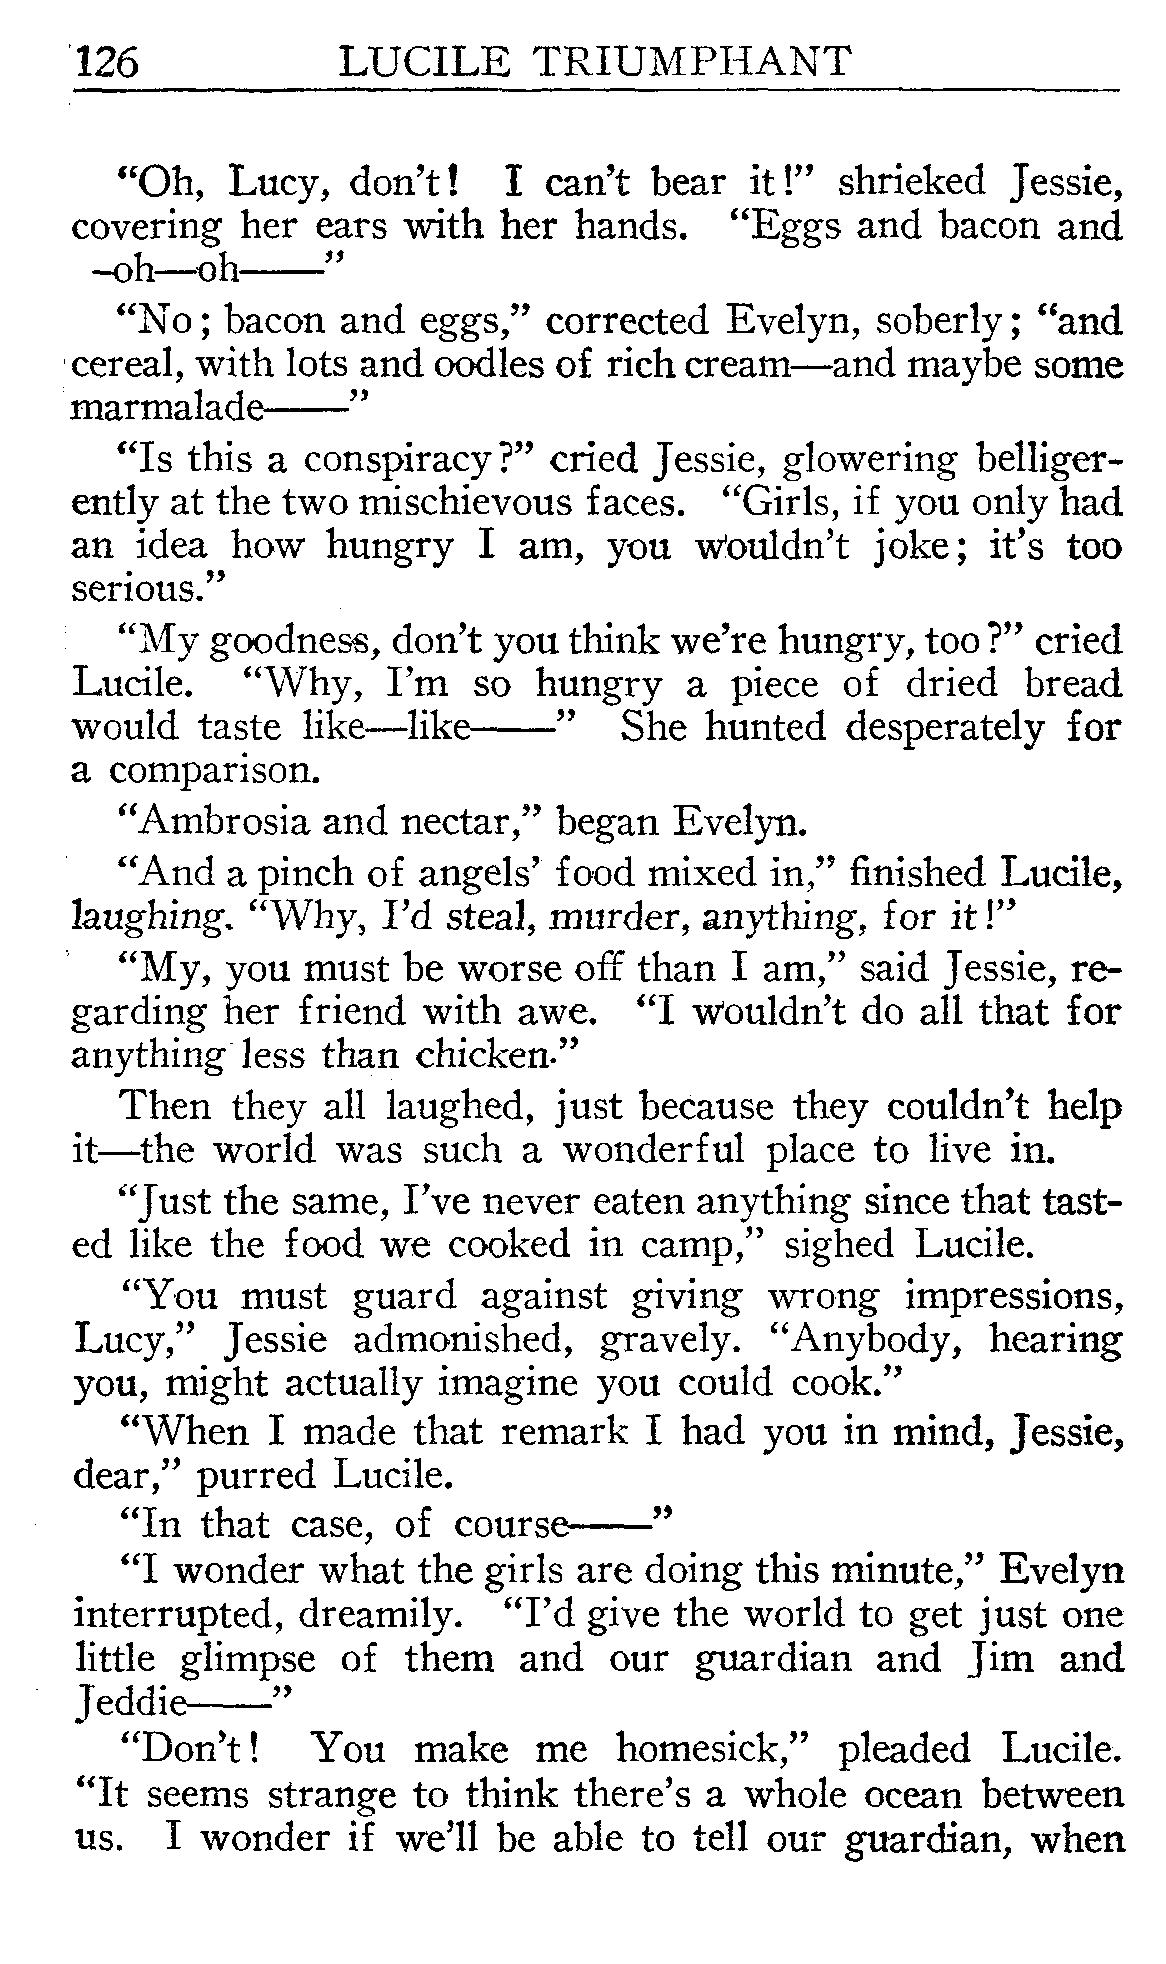 126 LUCILE TRIUMPHANT
“Oh, Lucy, don’t! I can’t bear it!” shrieked Jessie,
covering her ears with her hands. “Eggs and bacon and
—oh—oh——”
“No; bacon and eggs,” corrected Evelyn, soberly; “and
cereal, with lots and oodles of rich cream—and maybe some
marmalade——”
“Is this a conspiracy?” cried Jessie, glowering belliger-
ently at the two mischievous faces. “Girls, if you only had
an idea how hungry I am, you wouldn’t joke; it’s too
serious.”
“My goodness, don’t you think we’re hungry, too?” cried
Lucile. “Why, I’m so hungry a piece of dried bread
would taste like—like——” She hunted desperately for
a comparison.
“Ambrosia and nectar,” began Evelyn.
“And a pinch of angels’ food mixed in,” finished Lucile,
laughing. “Why, I’d steal, murder, anything, for it!”
“My, you must be worse off than I am,” said Jessie, re-
garding her friend with awe. “I wouldn’t do all that for
anything less than chicken.”
Then they all laughed, just because they couldn’t help
it—the world was such a wonderful place to live in.
“Just the same, I’ve never eaten anything since that tast-
ed like the food we cooked in camp,” sighed Lucile.
“You must guard against giving wrong impressions,
Lucy,” Jessie admonished, gravely. “Anybody, hearing
you, might actually imagine you could cook.”
“When I made that remark I had you in mind, Jessie,
dear,” purred Lucile.
“In that case, of course——”
“I wonder what the girls are doing this minute,” Evelyn
interrupted, dreamily. “I’d give the world to get just one
little glimpse of them and our guardian and Jim and
Jeddie——”
“Don’t! You make me homesick,” pleaded Lucile.
“It seems strange to think there’s a whole ocean between
us. I wonder if we’ll be able to tell our guardian, when